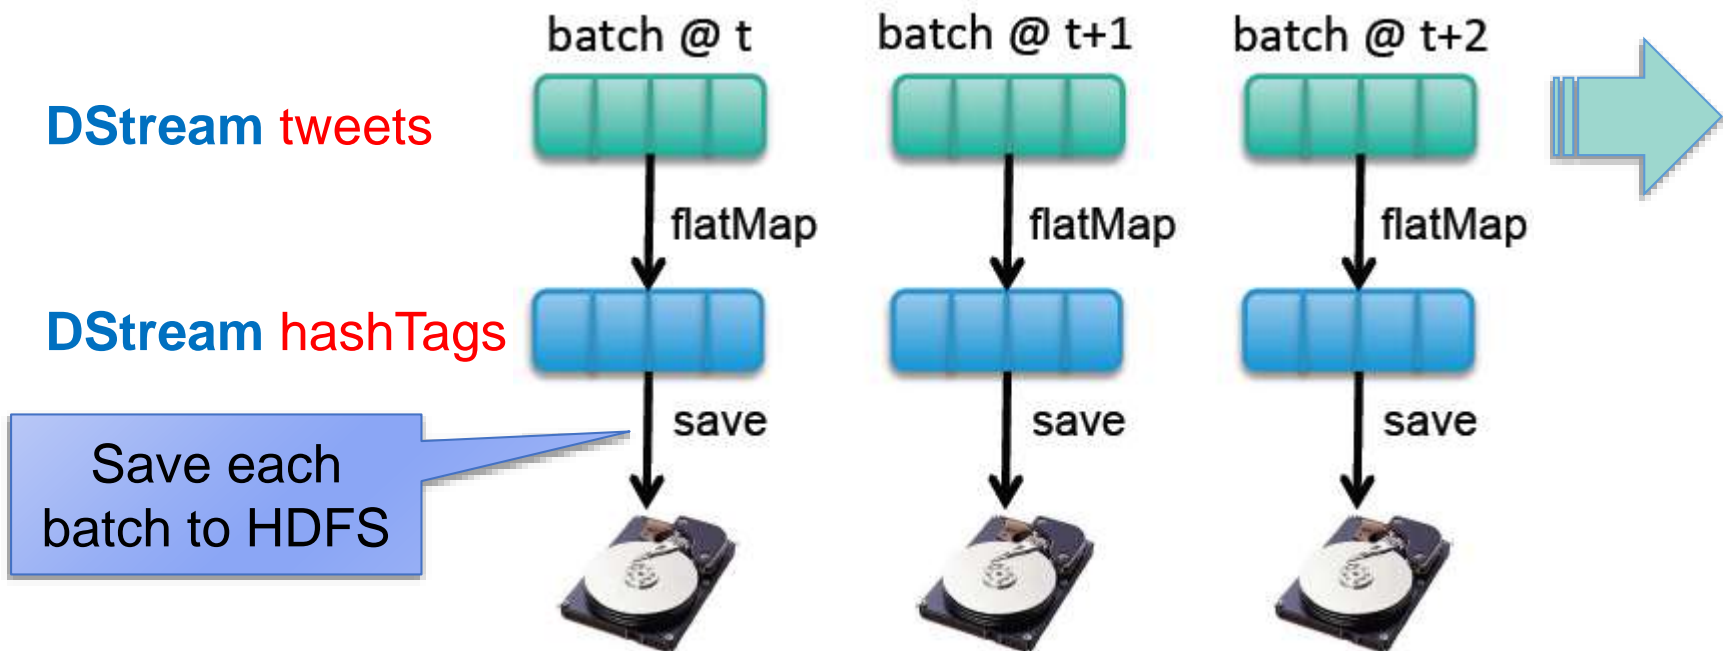 batch @ t
batch @ t+1
batch @ t+2
DStream tweets
flatMap
flatMap
flatMap
DStream hashTags
save
save
save
Save each
batch to HDFS